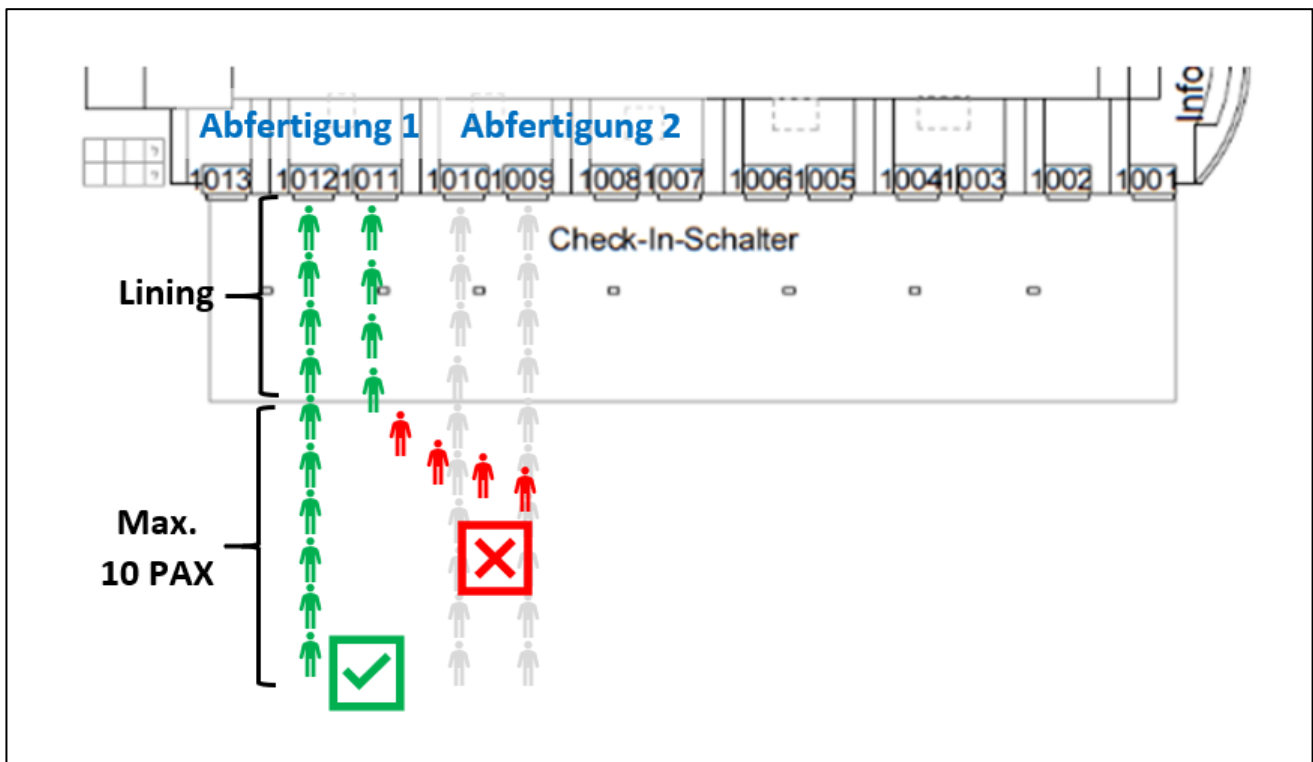 Info
Abfertigung 1
Abfertigung 2
1013 1012 1011 1010 1009 1008 1007 1006 1005 1004 1003 1002 1001
Check-In-Schalter
Lining
Max.
10 PAX